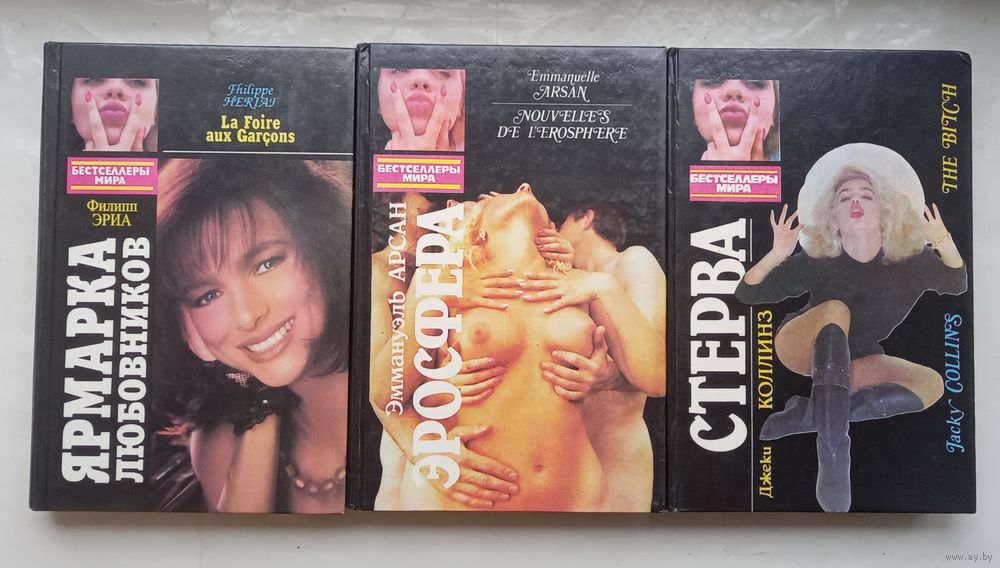 Philippe
HERIAT
La Foire
aux Garçons
БЕСТСЕЛЛЕРЫ
МИРА
Филипп
ЭРИА
ЯРМАРКА
ЛЮБОВНИКОВ
Emmanuelle
ARSAN
NOUVELLES
DE L'EROSPHERE
БЕСТСЕЛЛЕРЫ
МИРА
Эммануэль АРСАН
ЭРОСФЕРА
БЕСТСЕЛЛЕРЫ
МИРА
СТЕРВА
Джеки КОЛЛИНЗ
THE BITCH
Jacky COLLINS
www.ay.by